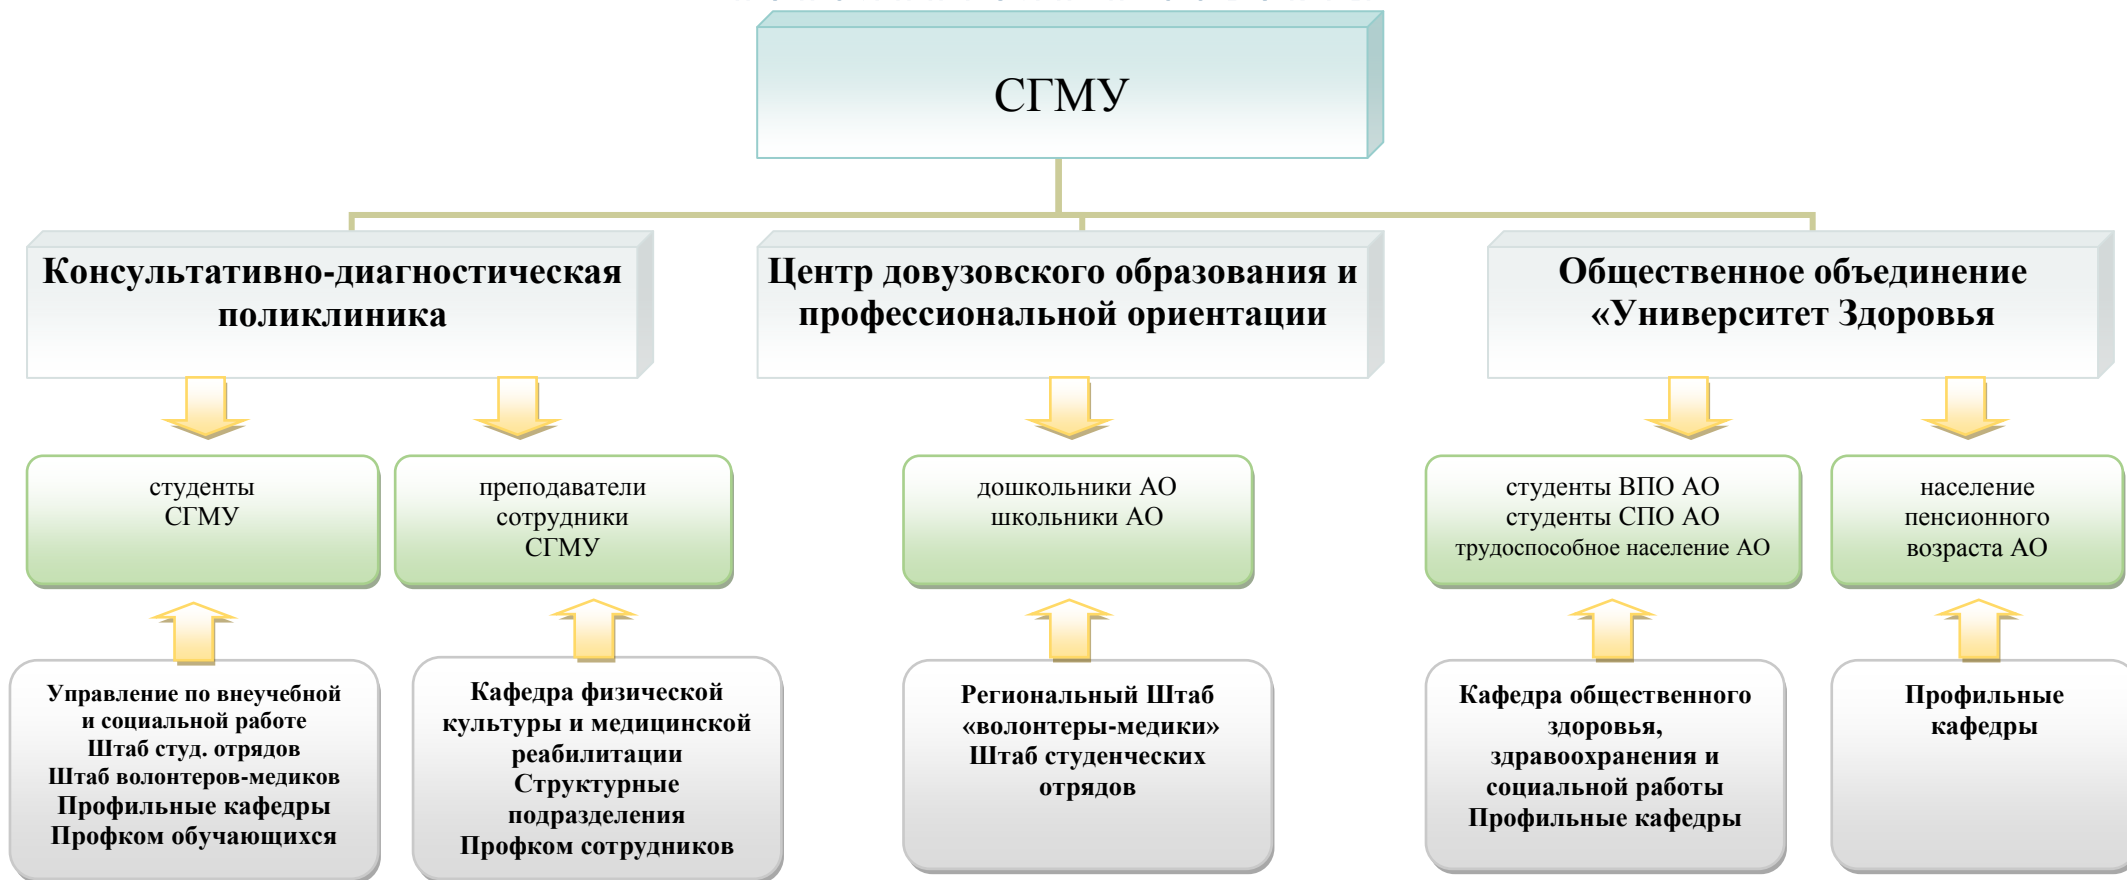 СГМУ
Консультативно-диагностическая
поликлиника
Центр довузовского образования и
профессиональной ориентации
Общественное объединение
«Университет Здоровья
студенты
СГМУ
преподаватели
сотрудники
СГМУ
дошкольники АО
школьники АО
студенты ВПО АО
студенты СПО АО
трудоспособное население АО
население
пенсионного
возраста АО
Управление по внеучебной
и социальной работе
Штаб студ. отрядов
Штаб волонтеров-медиков
Профильные кафедры
Профком обучающихся
Кафедра физической
культуры и медицинской
реабилитации
Структурные
подразделения
Профком сотрудников
Региональный Штаб
«волонтеры-медики»
Штаб студенческих
отрядов
Кафедра общественного
здоровья,
здравоохранения и
социальной работы
Профильные кафедры
Профильные
кафедры